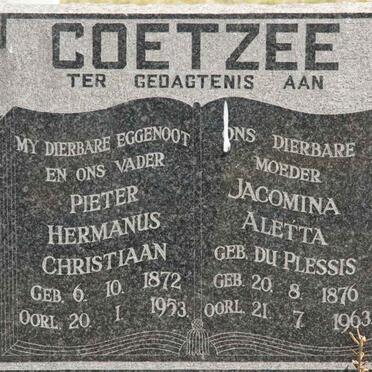 COETZEE
TER GEDAGTENIS AAN
MY DIERBARE EGGENOOT
EN ONS VADER
PIETER
HERMANUS
CHRISTIAAN
GEB. 6. 10. 1872
OORL. 20. 1. 1953.
ONS DIERBARE
MOEDER
JACOMINA
ALETTA
GEB. DU PLESSIS
GEB. 20. 8. 1876
OORL. 21. 7. 1963